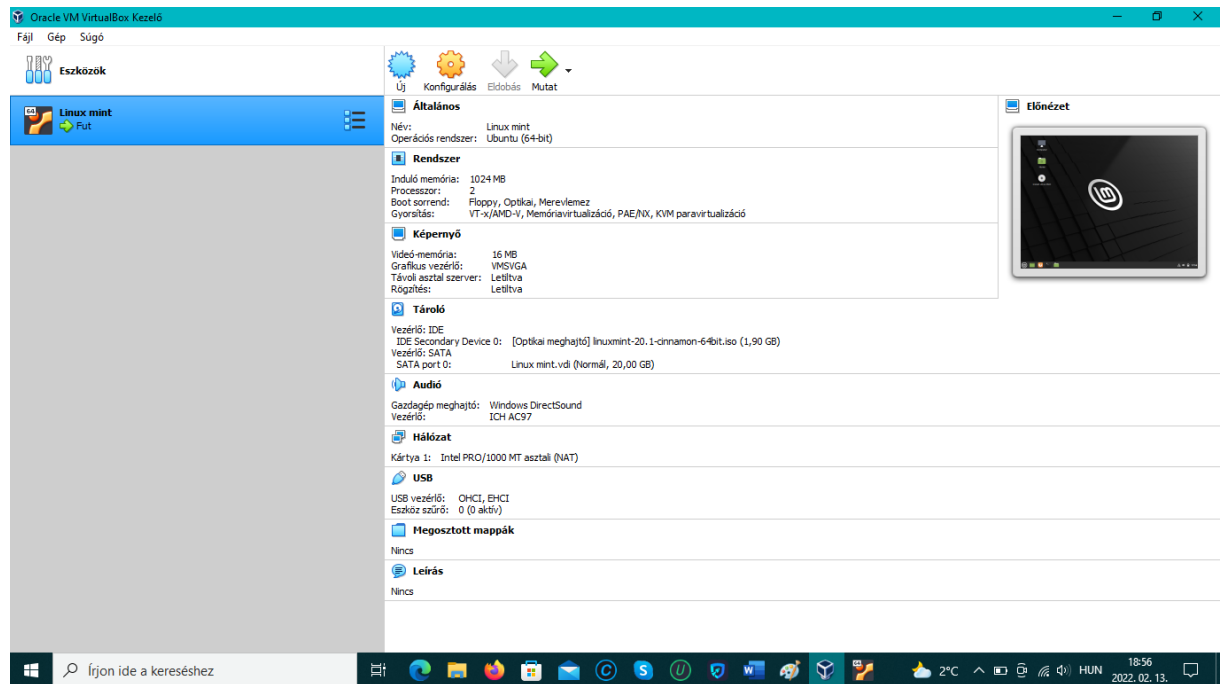 Oracle VM VirtualBox Kezelő
Fájl Gép Súgó
Eszközök
Új Konfigurálás Eldobás Mutat
64
Linux mint
Fut
Általános
Név: Linux mint
Operációs rendszer: Ubuntu (64-bit)
Előnézet
Rendszer
Induló memória: 1024 MB
Processzor: 2
Boot sorrend: Floppy, Optikai, Merevlemez
Gyorsítás: VT-x/AMD-V, Memóriavirtualizáció, PAE/NX, KVM paravirtualizáció
Képernyő
Videó-memória: 16 MB
Grafikus vezérlő: VMSVGA
Távoli asztal szerver: Letiltva
Rögzítés: Letiltva
Tároló
Vezérlő: IDE
IDE Secondary Device 0: [Optikai meghajtó] linuxmint-20.1-cinnamon-64bit.iso (1,90 GB)
Vezérlő: SATA
SATA port 0: Linux mint.vdi (Normál, 20,00 GB)
Audió
Gazdagép meghajtó: Windows DirectSound
Vezérlő: ICH AC97
Hálózat
Kártya 1: Intel PRO/1000 MT asztali (NAT)
USB
USB vezérlő: OHCI, EHCI
Eszköz szűrő: 0 (0 aktív)
Megosztott mappák
Nincs
Leírás
Nincs
Írjon ide a kereséshez
2°C
HUN
18:56
2022. 02. 13.